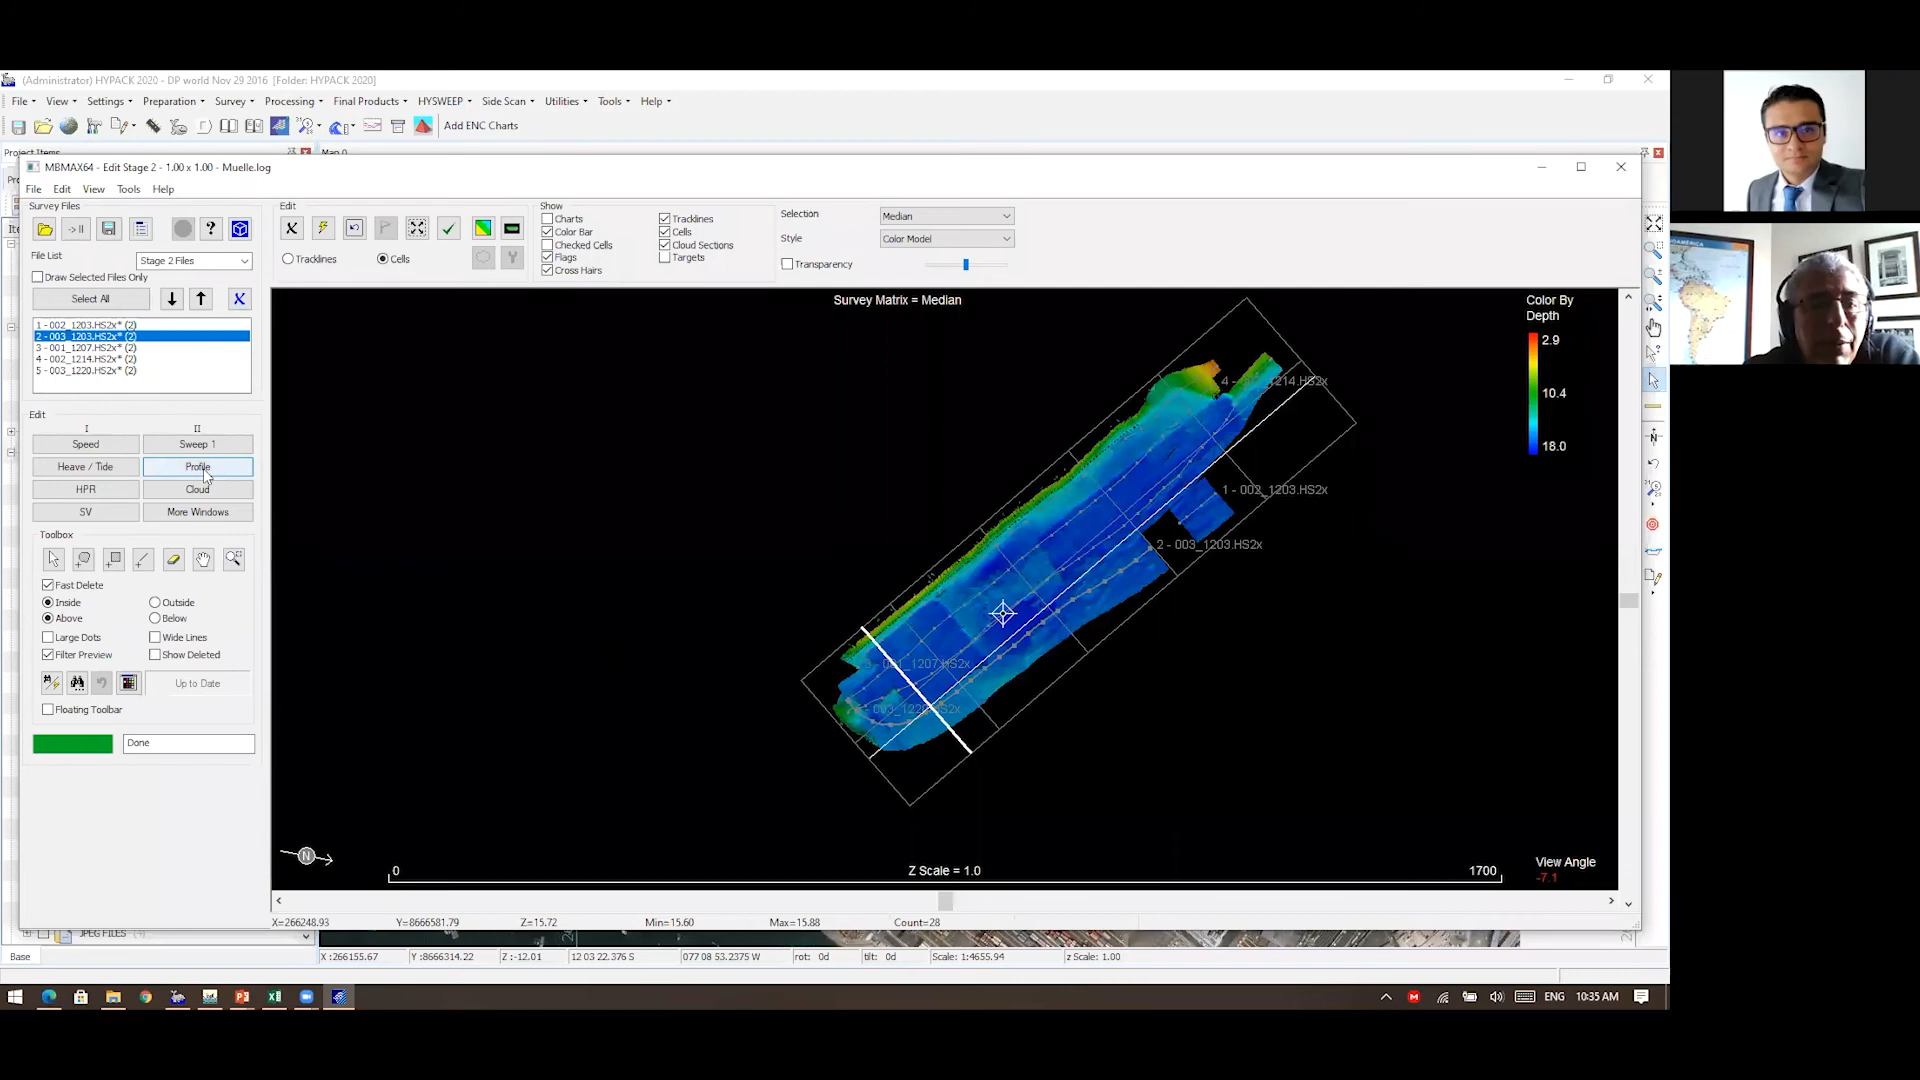 (Administrator) HYPACK 2020 - DP world Nov 29 2016 [Folder: HYPACK 2020]
File View Settings Preparation Survey Processing Final Products HYSWEEP Side Scan Utilities Tools Help
Add ENC Charts
Project Items
Map 0
MBMAX64 - Edit Stage 2 - 1.00 x 1.00 - Muelle.log
File Edit View Tools Help
Survey Files
File List
Stage 2 Files
Draw Selected Files Only
Select All
1 - 002_1203.HS2x* (2)
2 - 003_1203.HS2x* (2)
3 - 001_1207.HS2x* (2)
4 - 002_1214.HS2x* (2)
5 - 003_1220.HS2x* (2)
Edit
I II
Speed Sweep 1
Heave / Tide Profile
HPR Cloud
SV More Windows
Toolbox
Fast Delete
Inside Outside
Above Below
Large Dots Wide Lines
Filter Preview Show Deleted
Up to Date
Floating Toolbar
Done
Edit
Tracklines Cells
Show
Charts Tracklines
Color Bar Cells
Checked Cells Cloud Sections
Flags Targets
Cross Hairs
Selection Median
Style Color Model
Transparency
Survey Matrix = Median
Color By
Depth
2.9
10.4
18.0
1 - 002_1203.HS2x
2 - 003_1203.HS2x
N
0 Z Scale = 1.0 1700
View Angle
-7.1
X=266248.93 Y=8666581.79 Z=15.72 Min=15.60 Max=15.88 Count=28
JPEG FILES
Base
X :266155.67 Y :8666314.22 Z :-12.01 12 03 22.376 S 077 08 53.2375 W rot: 0d tilt: 0d Scale: 1:4655.94 z Scale: 1.00
ENG 10:35 AM